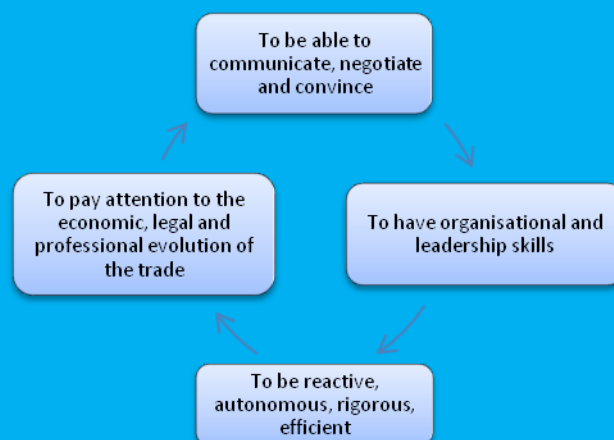 To be able to
communicate, negotiate
and convince
To have organisational and
leadership skills
To be reactive,
autonomous, rigorous,
efficient
To pay attention to the
economic, legal and
professional evolution of
the trade